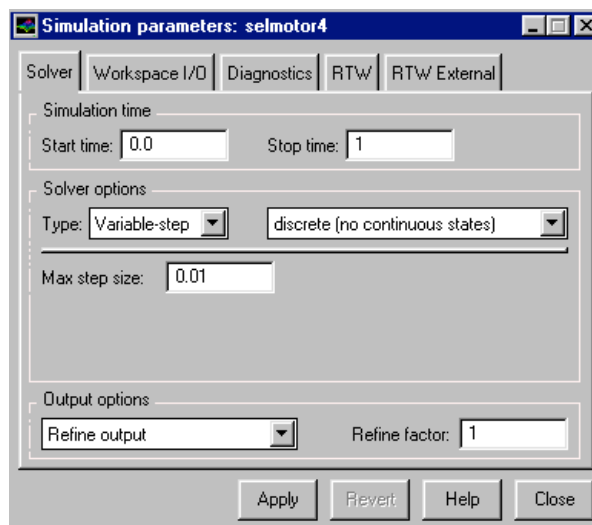 Simulation parameters: selmotor4
Solver Workspace I/O Diagnostics RTW RTW External
Simulation time
Start time: 0.0 Stop time: 1
Solver options
Type: Variable-step discrete (no continuous states)
Max step size: 0.01
Output options
Refine output Refine factor: 1
Apply Revert Help Close